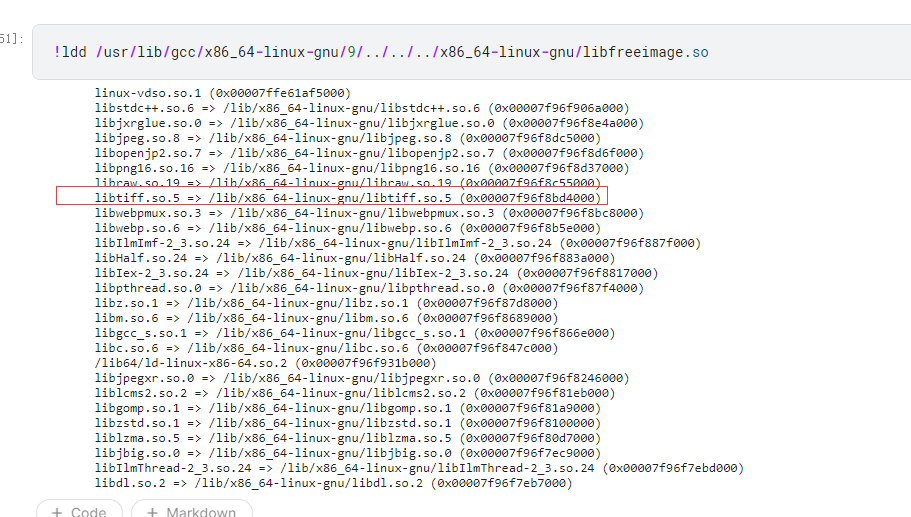 51]:
!ldd /usr/lib/gcc/x86_64-linux-gnu/9/../../../x86_64-linux-gnu/libfreeimage.so
linux-vdso.so.1 (0x00007ffe61af5000)
libstdc++.so.6 => /lib/x86_64-linux-gnu/libstdc++.so.6 (0x00007f96f906a000)
libjxrglue.so.0 => /lib/x86_64-linux-gnu/libjxrglue.so.0 (0x00007f96f8e4a000)
libjpeg.so.8 => /lib/x86_64-linux-gnu/libjpeg.so.8 (0x00007f96f8dc5000)
libopenjp2.so.7 => /lib/x86_64-linux-gnu/libopenjp2.so.7 (0x00007f96f8d6f000)
libpng16.so.16 => /lib/x86_64-linux-gnu/libpng16.so.16 (0x00007f96f8d37000)
libraw.so.19 => /lib/x86_64-linux-gnu/libraw.so.19 (0x00007f96f8c55000)
libtiff.so.5 => /lib/x86_64-linux-gnu/libtiff.so.5 (0x00007f96f8bd4000)
libwebpmux.so.3 => /lib/x86_64-linux-gnu/libwebpmux.so.3 (0x00007f96f8bc8000)
libwebp.so.6 => /lib/x86_64-linux-gnu/libwebp.so.6 (0x00007f96f8b5e000)
libIlmImf-2_3.so.24 => /lib/x86_64-linux-gnu/libIlmImf-2_3.so.24 (0x00007f96f887f000)
libHalf.so.24 => /lib/x86_64-linux-gnu/libHalf.so.24 (0x00007f96f883a000)
libIex-2_3.so.24 => /lib/x86_64-linux-gnu/libIex-2_3.so.24 (0x00007f96f8817000)
libpthread.so.0 => /lib/x86_64-linux-gnu/libpthread.so.0 (0x00007f96f87f4000)
libz.so.1 => /lib/x86_64-linux-gnu/libz.so.1 (0x00007f96f87d8000)
libm.so.6 => /lib/x86_64-linux-gnu/libm.so.6 (0x00007f96f8689000)
libgcc_s.so.1 => /lib/x86_64-linux-gnu/libgcc_s.so.1 (0x00007f96f866e000)
libc.so.6 => /lib/x86_64-linux-gnu/libc.so.6 (0x00007f96f847c000)
/lib64/ld-linux-x86-64.so.2 (0x00007f96f931b000)
libjpegxr.so.0 => /lib/x86_64-linux-gnu/libjpegxr.so.0 (0x00007f96f8246000)
liblcms2.so.2 => /lib/x86_64-linux-gnu/liblcms2.so.2 (0x00007f96f81eb000)
libgomp.so.1 => /lib/x86_64-linux-gnu/libgomp.so.1 (0x00007f96f81a9000)
libzstd.so.1 => /lib/x86_64-linux-gnu/libzstd.so.1 (0x00007f96f8100000)
liblzma.so.5 => /lib/x86_64-linux-gnu/liblzma.so.5 (0x00007f96f80d7000)
libjbig.so.0 => /lib/x86_64-linux-gnu/libjbig.so.0 (0x00007f96f7ec9000)
libIlmThread-2_3.so.24 => /lib/x86_64-linux-gnu/libIlmThread-2_3.so.24 (0x00007f96f7ebd000)
libdl.so.2 => /lib/x86_64-linux-gnu/libdl.so.2 (0x00007f96f7eb7000)
+ Code + Markdown